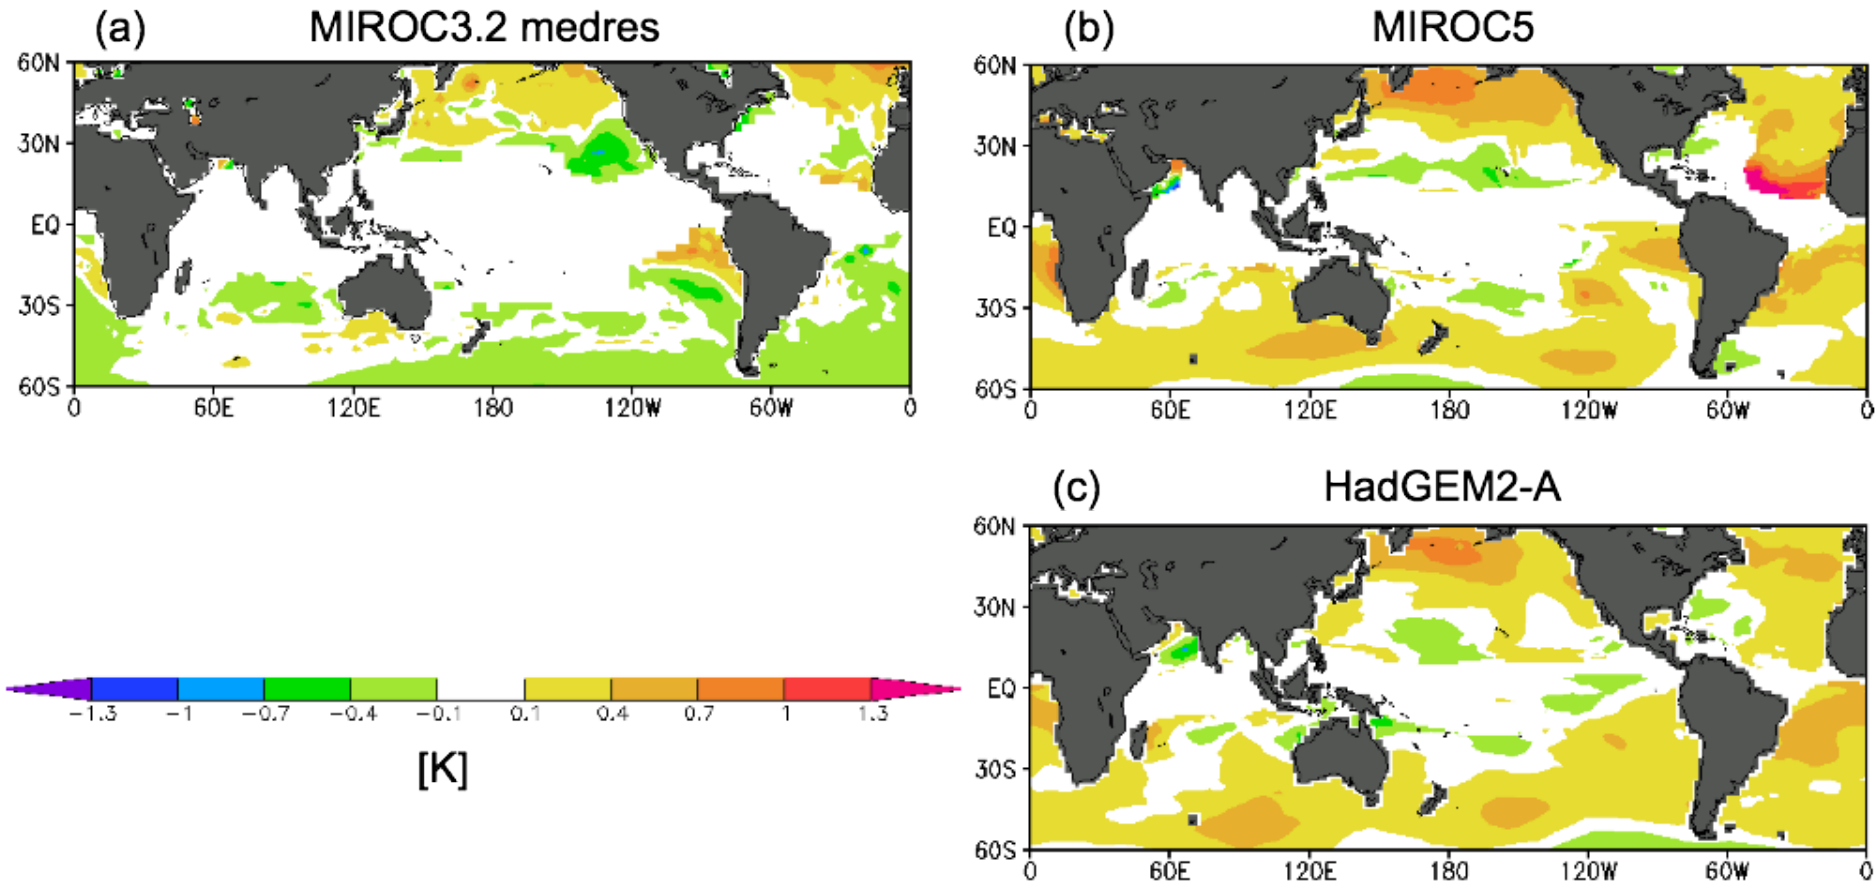 (a) MIROC3.2 medres
60N
30N
EQ
30S
60S
0 60E 120E 180 120W 60W 0
(b) MIROC5
60N
30N
EQ
30S
60S
0 60E 120E 180 120W 60W 0
−1.3 −1 −0.7 −0.4 −0.1 0.1 0.4 0.7 1 1.3
[K]
(c) HadGEM2-A
60N
30N
EQ
30S
60S
0 60E 120E 180 120W 60W 0